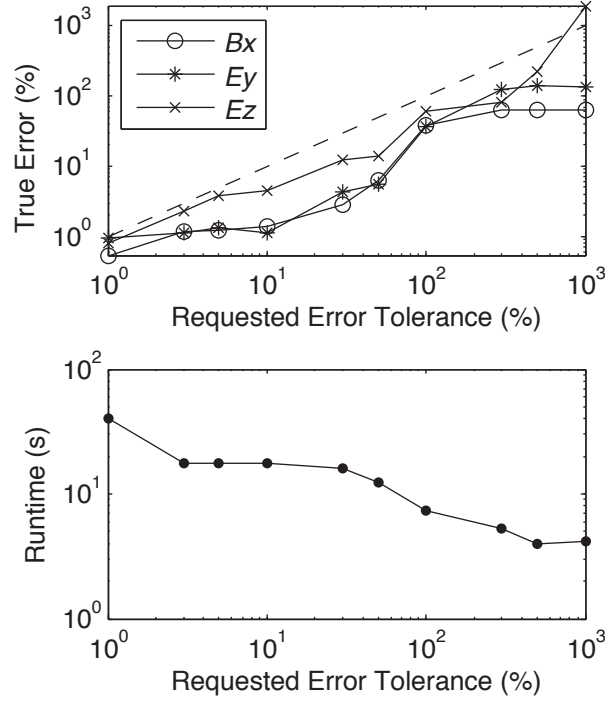 10^3
10^2
10^1
10^0
True Error (%)
Bx
Ey
Ez
10^0 10^1 10^2 10^3
Requested Error Tolerance (%)
10^2
10^1
10^0
Runtime (s)
10^0 10^1 10^2 10^3
Requested Error Tolerance (%)